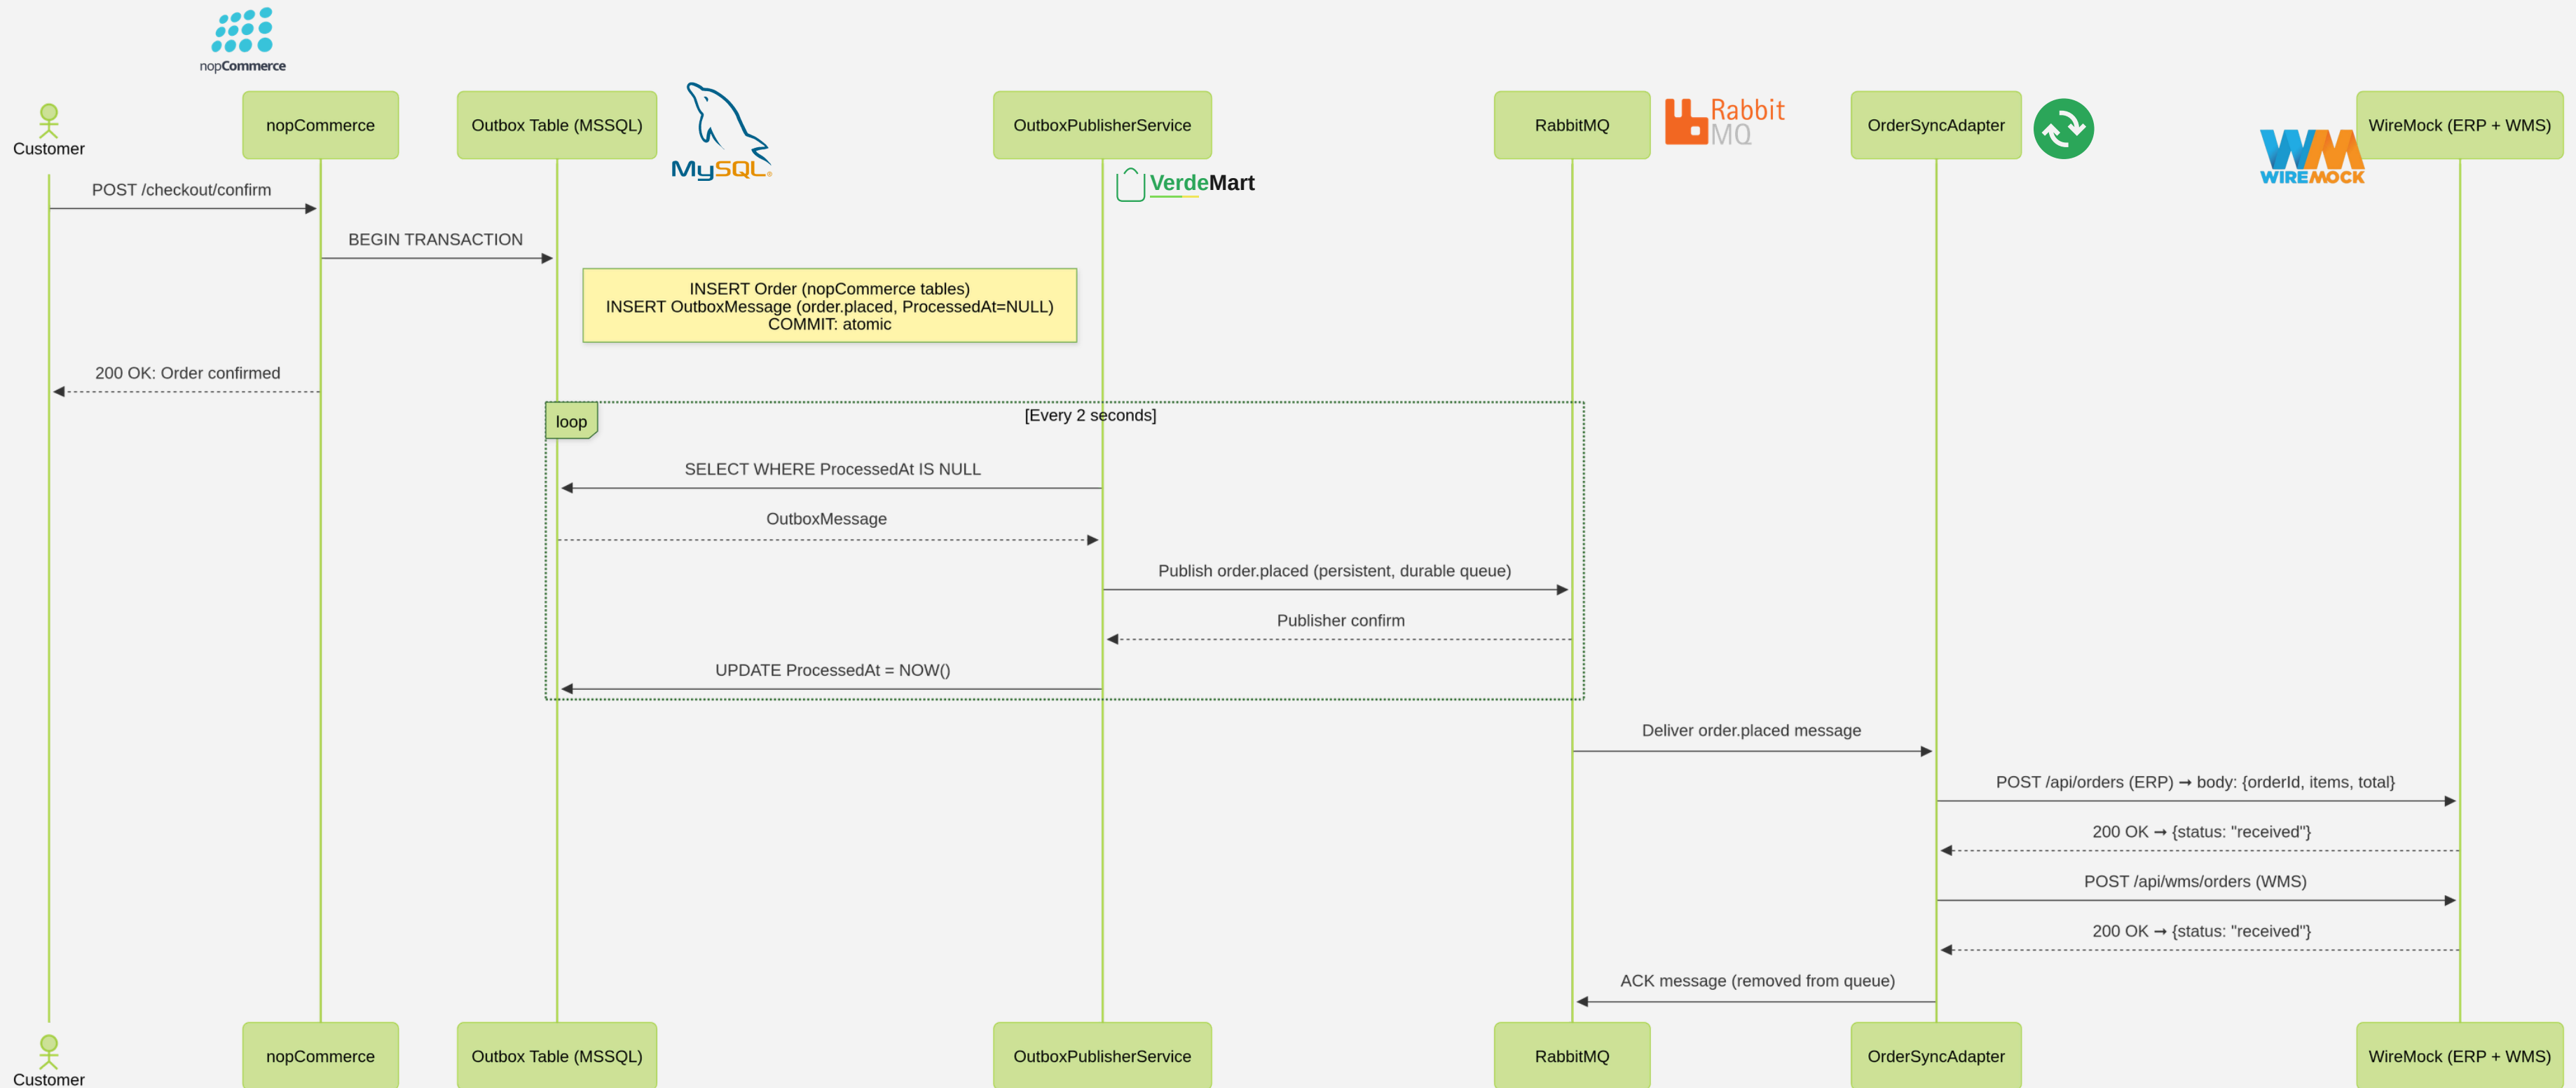 nopCommerce
Customer
nopCommerce
Outbox Table (MSSQL)
MySQL®
OutboxPublisherService
VerdeMart
RabbitMQ
Rabbit
MQ
OrderSyncAdapter
WIREMOCK
WireMock (ERP + WMS)
POST /checkout/confirm
BEGIN TRANSACTION
INSERT Order (nopCommerce tables)
INSERT OutboxMessage (order.placed, ProcessedAt=NULL)
COMMIT: atomic
200 OK: Order confirmed
loop
[Every 2 seconds]
SELECT WHERE ProcessedAt IS NULL
OutboxMessage
Publish order.placed (persistent, durable queue)
Publisher confirm
UPDATE ProcessedAt = NOW()
Deliver order.placed message
POST /api/orders (ERP) ➞ body: {orderId, items, total}
200 OK ➞ {status: "received"}
POST /api/wms/orders (WMS)
200 OK ➞ {status: "received"}
ACK message (removed from queue)
Customer
nopCommerce
Outbox Table (MSSQL)
OutboxPublisherService
RabbitMQ
OrderSyncAdapter
WireMock (ERP + WMS)